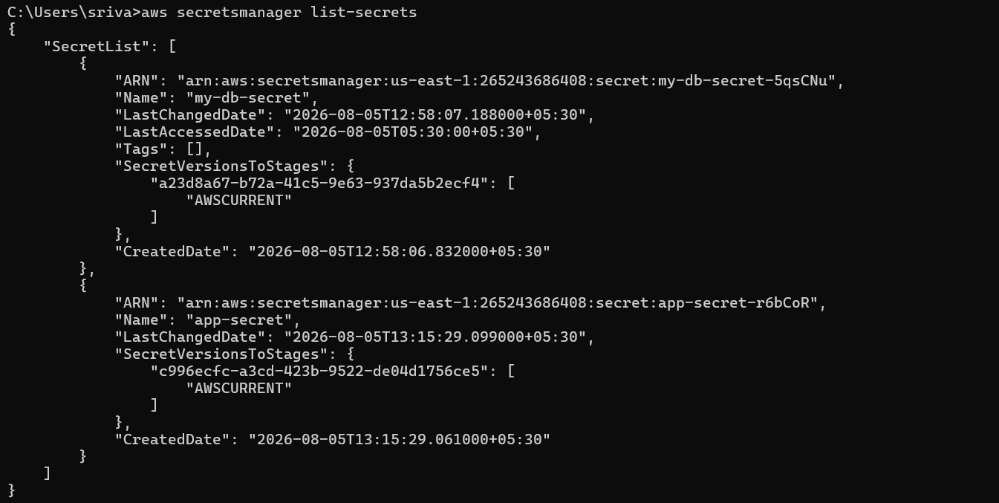 C:\Users\sriva>aws secretsmanager list-secrets
{
    "SecretList": [
        {
            "ARN": "arn:aws:secretsmanager:us-east-1:265243686408:secret:my-db-secret-5qsCNu",
            "Name": "my-db-secret",
            "LastChangedDate": "2026-08-05T12:58:07.188000+05:30",
            "LastAccessedDate": "2026-08-05T05:30:00+05:30",
            "Tags": [],
            "SecretVersionsToStages": {
                "a23d8a67-b72a-41c5-9e63-937da5b2ecf4": [
                    "AWSCURRENT"
                ]
            },
            "CreatedDate": "2026-08-05T12:58:06.832000+05:30"
        },
        {
            "ARN": "arn:aws:secretsmanager:us-east-1:265243686408:secret:app-secret-r6bCoR",
            "Name": "app-secret",
            "LastChangedDate": "2026-08-05T13:15:29.099000+05:30",
            "SecretVersionsToStages": {
                "c996ecfc-a3cd-423b-9522-de04d1756ce5": [
                    "AWSCURRENT"
                ]
            },
            "CreatedDate": "2026-08-05T13:15:29.061000+05:30"
        }
    ]
}